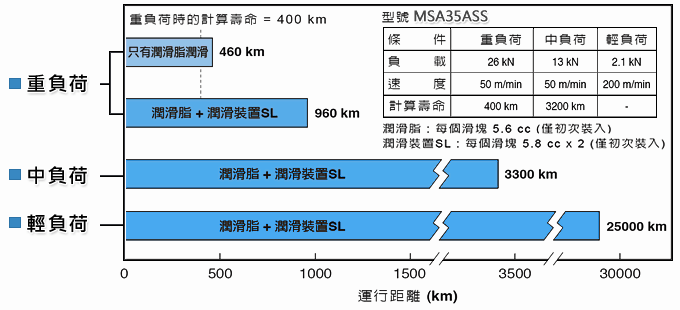 重負荷時的計算壽命 = 400 km
型號 MSA35ASS
條 件 重負荷 中負荷 輕負荷
負 載 26 kN 13 kN 2.1 kN
速 度 50 m/min 50 m/min 200 m/min
計算壽命 400 km 3200 km -
潤滑脂：每個滑塊 5.6 cc (僅初次裝入)
潤滑裝置SL：每個滑塊 5.8 cc x 2 (僅初次裝入)
重負荷
只有潤滑脂潤滑 460 km
潤滑脂 + 潤滑裝置SL 960 km
中負荷 潤滑脂 + 潤滑裝置SL 3300 km
輕負荷 潤滑脂 + 潤滑裝置SL 25000 km
0 500 1000 1500 3500 30000
運行距離 (km)